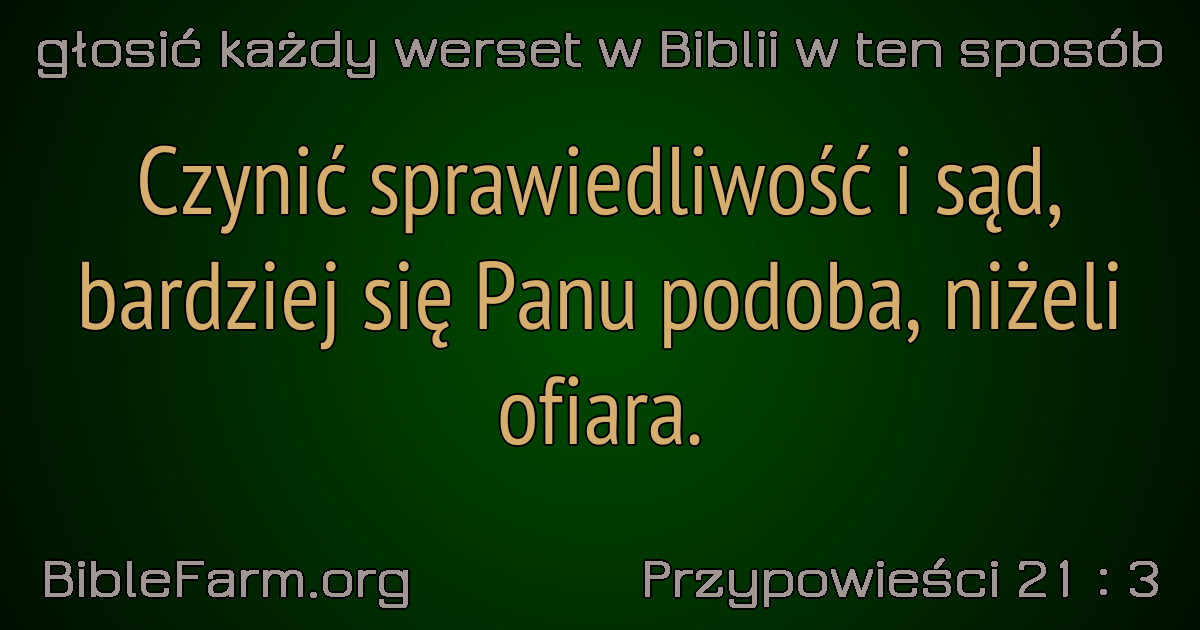 głosić każdy werset w Biblii w ten sposób
Czynić sprawiedliwość i sąd,
bardziej się Panu podoba, niżeli
ofiara.
BibleFarm.org
Przypowieści 21 : 3